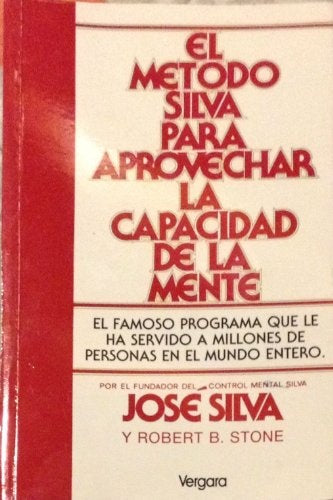 EL
METODO
SILVA
PARA
APROVECHAR
LA
CAPACIDAD
DE LA
MENTE
EL FAMOSO PROGRAMA QUE LE
HA SERVIDO A MILLONES DE
PERSONAS EN EL MUNDO ENTERO.
POR EL FUNDADOR DEL CONTROL MENTAL SILVA
JOSÉ SILVA
Y ROBERT B. STONE
Vergara